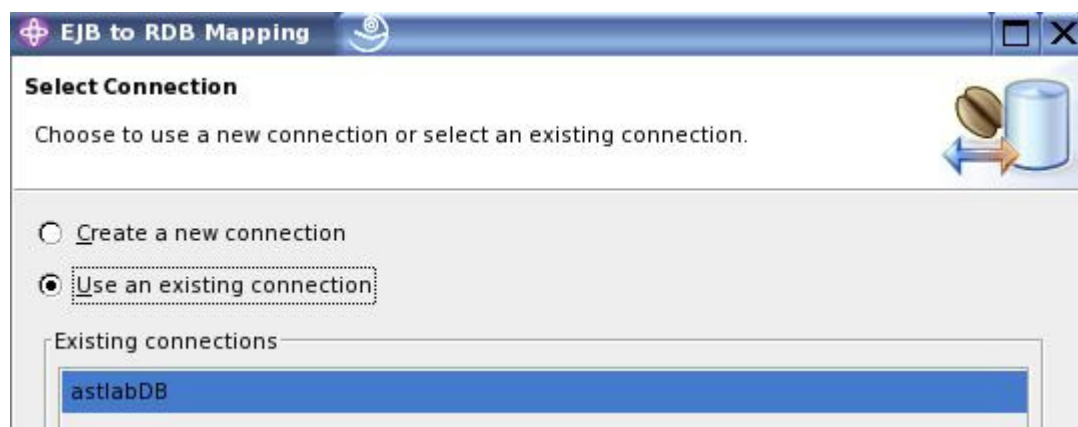 EJB to RDB Mapping
Select Connection
Choose to use a new connection or select an existing connection.
Create a new connection
Use an existing connection
Existing connections
astlabDB